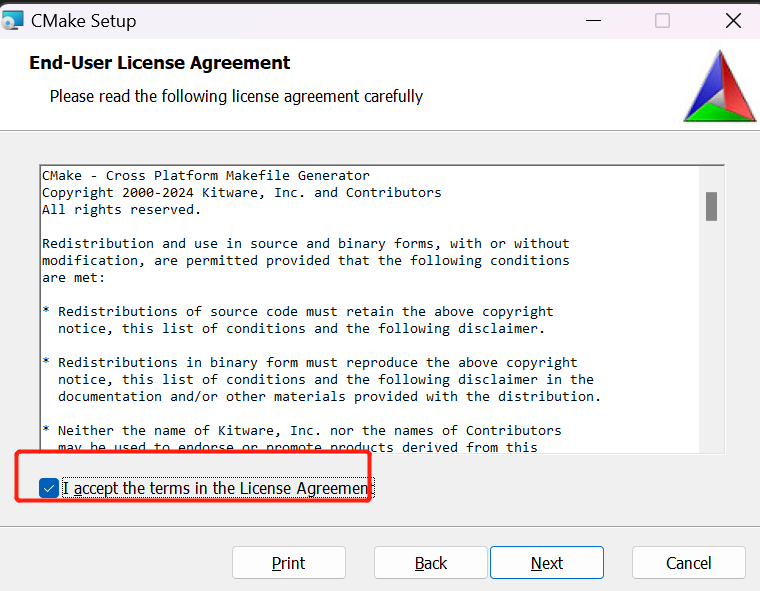 CMake Setup
End-User License Agreement
Please read the following license agreement carefully
CMake - Cross Platform Makefile Generator
Copyright 2000-2024 Kitware, Inc. and Contributors
All rights reserved.
Redistribution and use in source and binary forms, with or without
modification, are permitted provided that the following conditions
are met:
* Redistributions of source code must retain the above copyright
notice, this list of conditions and the following disclaimer.
* Redistributions in binary form must reproduce the above copyright
notice, this list of conditions and the following disclaimer in the
documentation and/or other materials provided with the distribution.
* Neither the name of Kitware, Inc. nor the names of Contributors
may be used to endorse or promote products derived from this
I accept the terms in the License Agreement
Print
Back
Next
Cancel